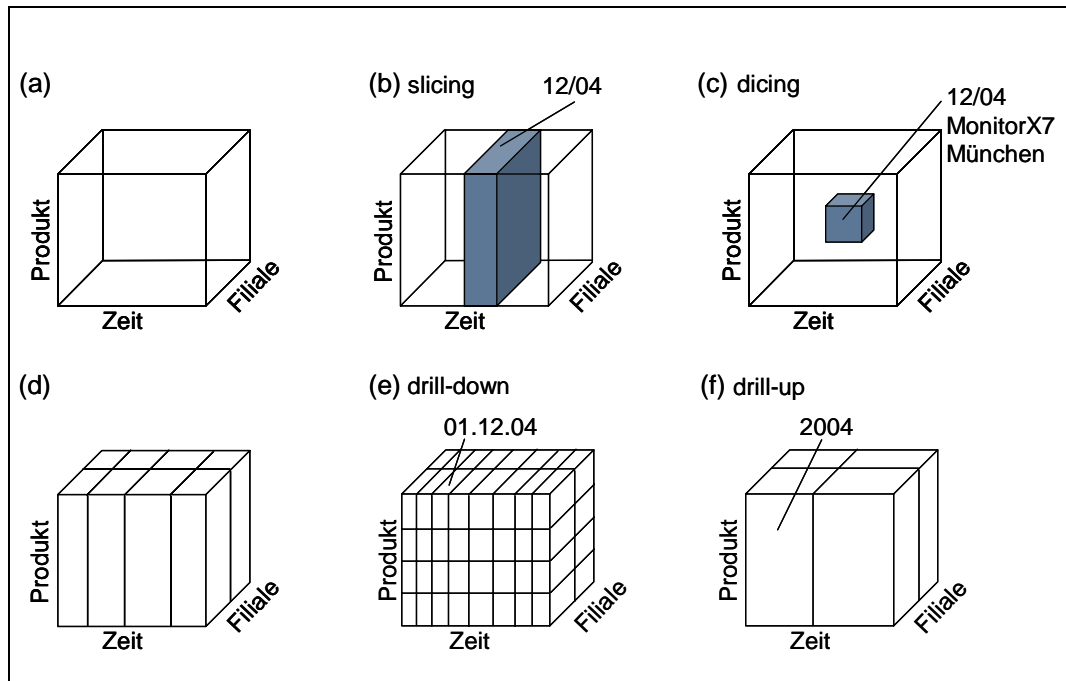 (a)
(b) slicing
12/04
(c) dicing
12/04
MonitorX7
München
Produkt
Zeit
Filiale
Produkt
Zeit
Filiale
Produkt
Zeit
Filiale
(d)
(e) drill-down
01.12.04
(f) drill-up
2004
Produkt
Zeit
Filiale
Produkt
Zeit
Filiale
Produkt
Zeit
Filiale